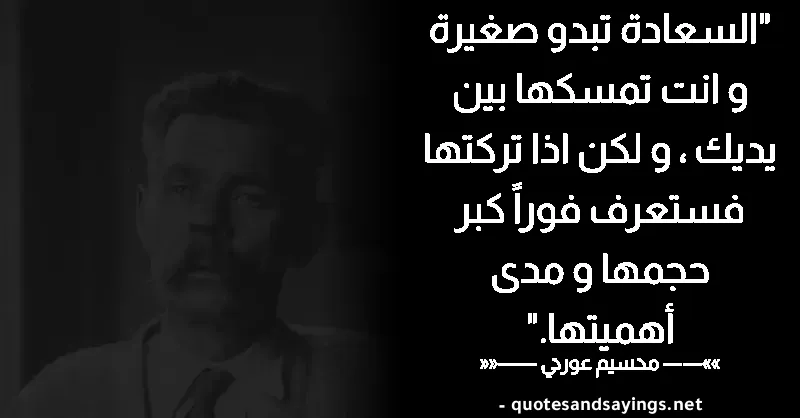 "السعادة تبدو صغيرة
و انت تمسكها بين
يديك ، و لكن اذا تركتها
فستعرف فوراً كبر
حجمها و مدى
أهميتها."
««—— محسيم عورجي ——»»
- quotesandsayings.net